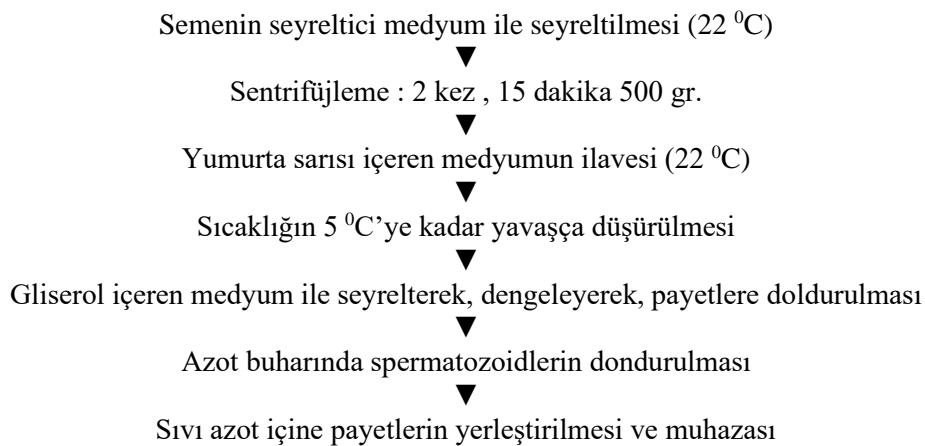 Semenin seyreltici medyum ile seyreltilmesi (22 ⁰C)
▼
Sentrifüjleme : 2 kez , 15 dakika 500 gr.
▼
Yumurta sarısı içeren medyumun ilavesi (22 ⁰C)
▼
Sıcaklığın 5 ⁰C’ye kadar yavaşça düşürülmesi
▼
Gliserol içeren medyum ile seyrelterek, dengeleyerek, payetlere doldurulması
▼
Azot buharında spermatozoidlerin dondurulması
▼
Sıvı azot içine payetlerin yerleştirilmesi ve muhazası